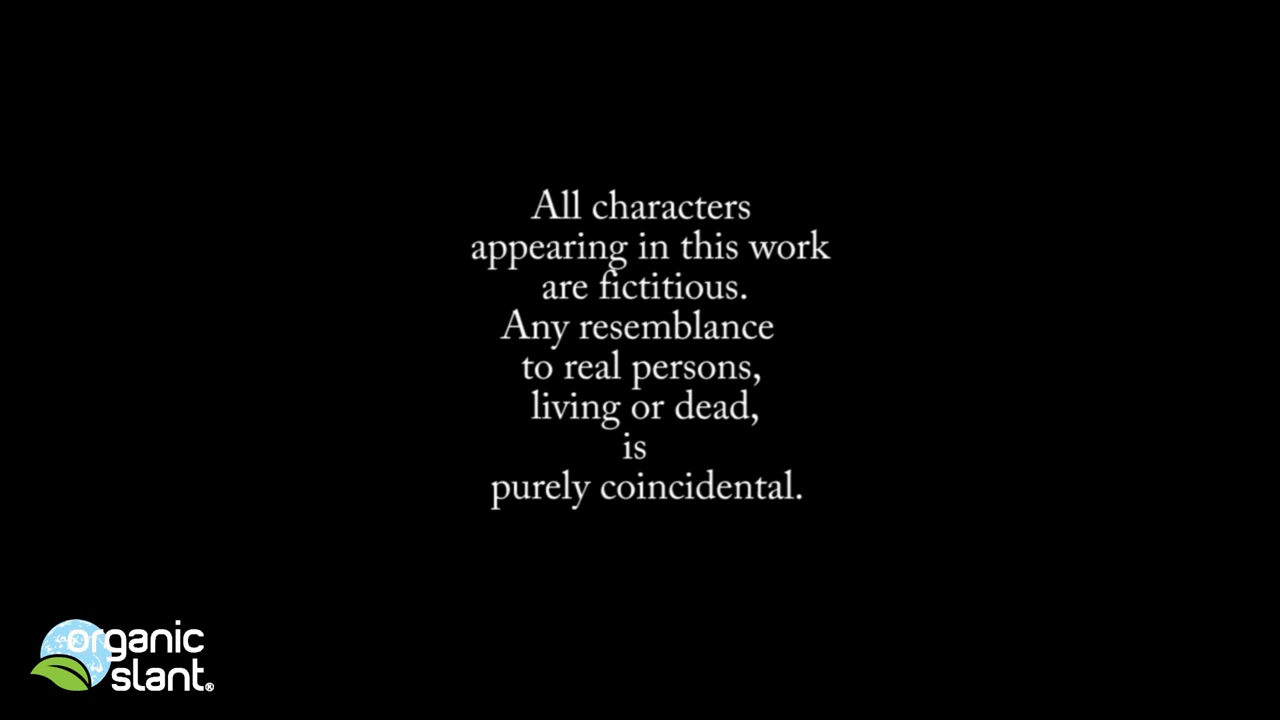 All characters
appearing in this work
are fictitious.
Any resemblance
to real persons,
living or dead,
is
purely coincidental.
organic
slant®